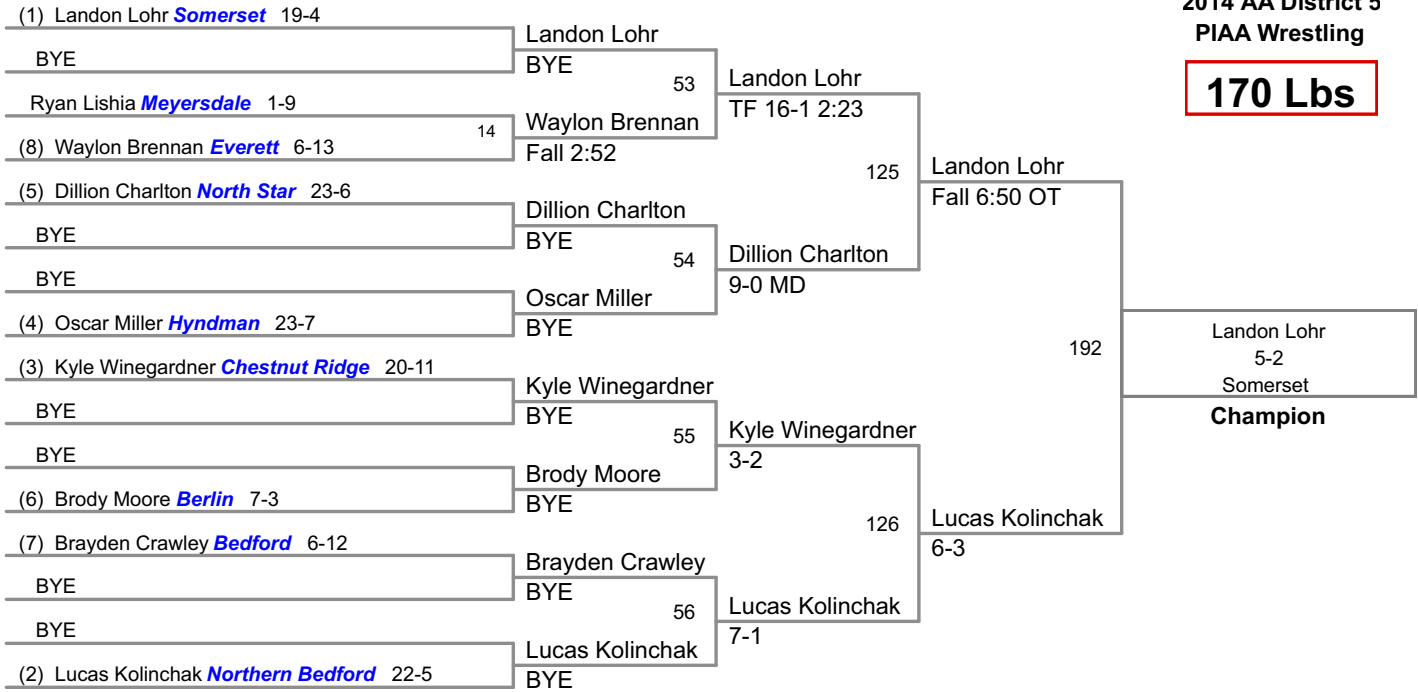 2014 AA District 5
PIAA Wrestling
170 Lbs
(1) Landon Lohr Somerset 19-4
BYE
Ryan Lishia Meyersdale 1-9
(8) Waylon Brennan Everett 6-13
(5) Dillion Charlton North Star 23-6
BYE
BYE
(4) Oscar Miller Hyndman 23-7
(3) Kyle Winegardner Chestnut Ridge 20-11
BYE
BYE
(6) Brody Moore Berlin 7-3
(7) Brayden Crawley Bedford 6-12
BYE
BYE
(2) Lucas Kolinchak Northern Bedford 22-5
14
Landon Lohr
BYE
Waylon Brennan
Fall 2:52
Dillion Charlton
BYE
Oscar Miller
BYE
Kyle Winegardner
BYE
Brody Moore
BYE
Brayden Crawley
BYE
Lucas Kolinchak
BYE
53
54
55
56
Landon Lohr
TF 16-1 2:23
Dillion Charlton
9-0 MD
Kyle Winegardner
3-2
Lucas Kolinchak
7-1
125
126
Landon Lohr
Fall 6:50 OT
Lucas Kolinchak
6-3
192
Landon Lohr
5-2
Somerset
Champion